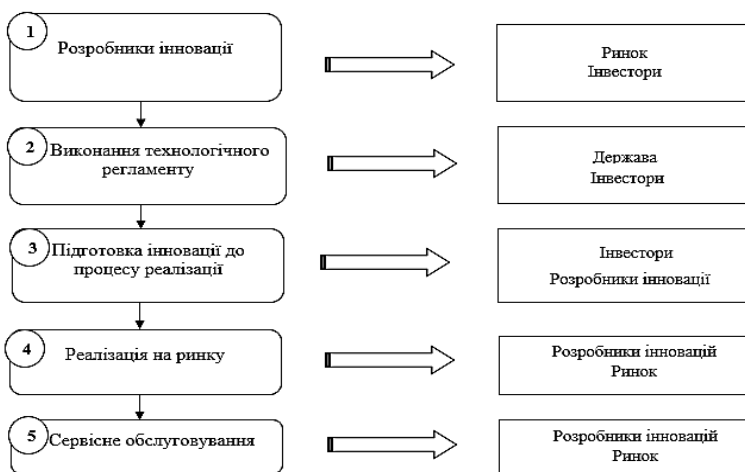 1
Розробники інновації
Ринок
Інвестори
2
Виконання технологічного
регламенту
Держава
Інвестори
3
Підготовка інновації до
процесу реалізації
Інвестори
Розробники інновації
4
Реалізація на ринку
Розробники інновацій
Ринок
5
Сервісне обслуговування
Розробники інновацій
Ринок